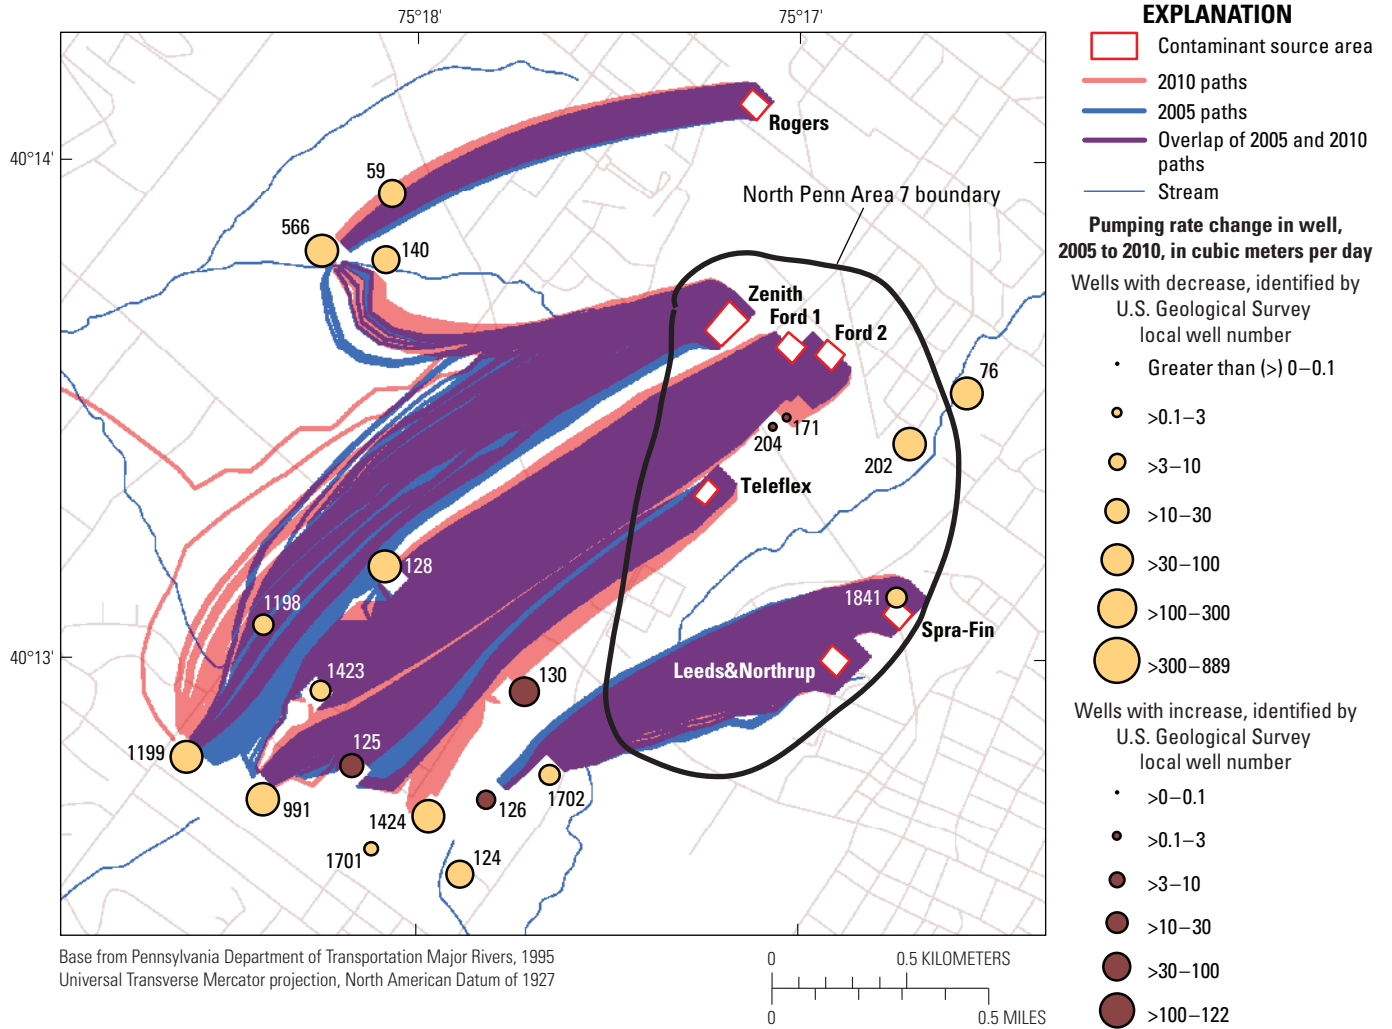 75°18'
75°17'
40°14'
40°13'
Rogers
59
566
140
North Penn Area 7 boundary
Zenith
Ford 1
Ford 2
76
202
171
204
Teleflex
128
1198
1841
Spra-Fin
Leeds&Northrup
1423
130
1199
125
991
1424
126
1702
1701
124
EXPLANATION
Contaminant source area
2010 paths
2005 paths
Overlap of 2005 and 2010
paths
Stream
Pumping rate change in well,
2005 to 2010, in cubic meters per day
Wells with decrease, identified by
U.S. Geological Survey
local well number
Greater than (>) 0–0.1
>0.1–3
>3–10
>10–30
>30–100
>100–300
>300–889
Wells with increase, identified by
U.S. Geological Survey
local well number
>0–0.1
>0.1–3
>3–10
>10–30
>30–100
>100–122
Base from Pennsylvania Department of Transportation Major Rivers, 1995
Universal Transverse Mercator projection, North American Datum of 1927
0 0.5 KILOMETERS
0 0.5 MILES